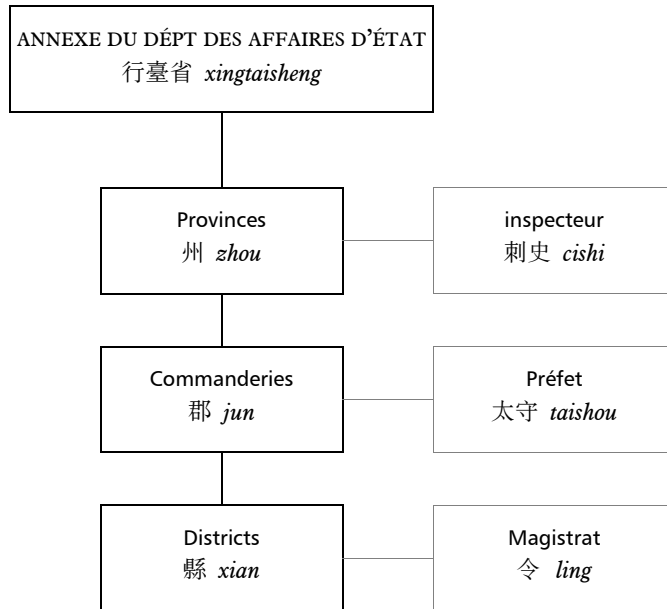 ANNEXE DU DÉPT DES AFFAIRES D’ÉTAT
行臺省 xingtaisheng
Provinces
州 zhou
inspecteur
刺史 cishi
Commanderies
郡 jun
Préfet
太守 taishou
Districts
縣 xian
Magistrat
令 ling